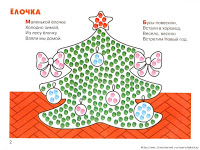 ЁЛОЧКА
Маленькой ёлочке
Холодно зимой.
Из лесу ёлочку
Взяли мы домой.
Бусы повесили,
Встали в хоровод.
Весело, весело
Встретим Новый год.
2